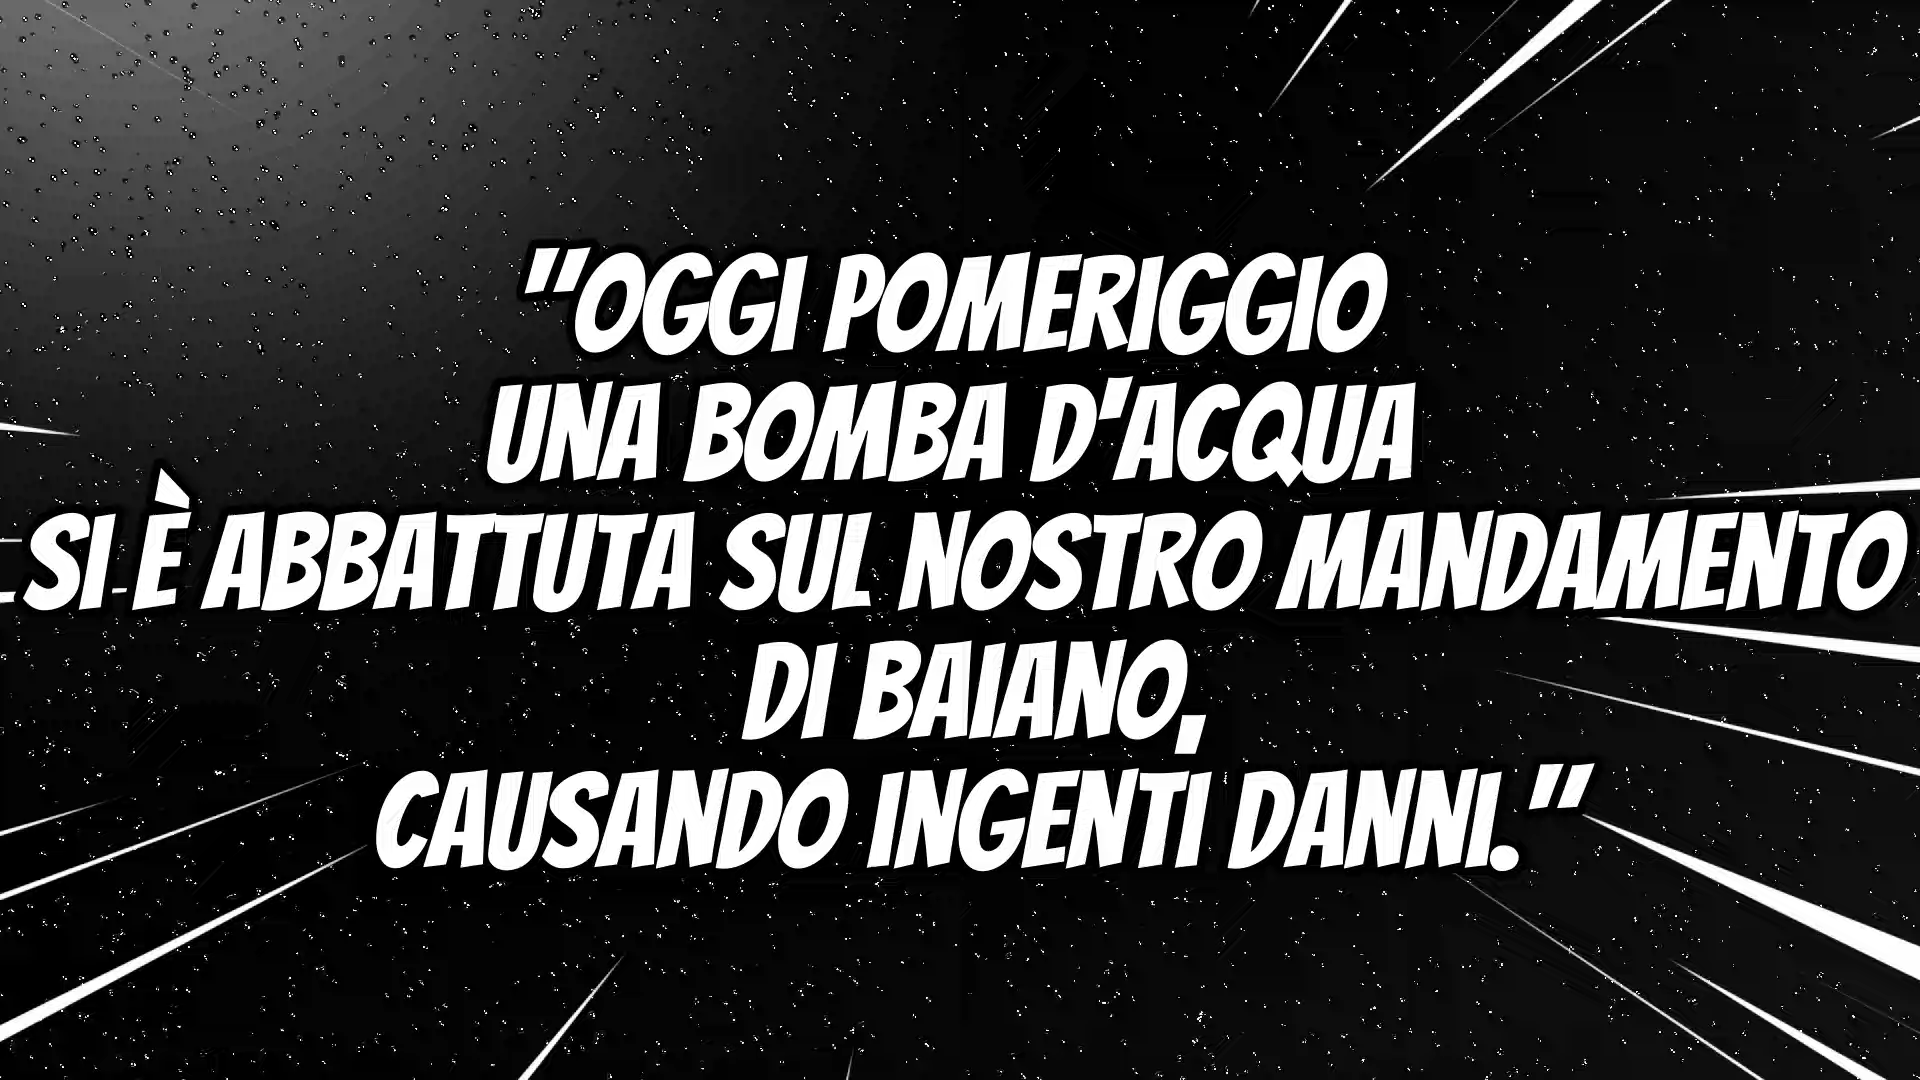 "OGGI POMERIGGIO
UNA BOMBA D'ACQUA
SI È ABBATTUTA SUL NOSTRO MANDAMENTO
DI BAIANO,
CAUSANDO INGENTI DANNI."